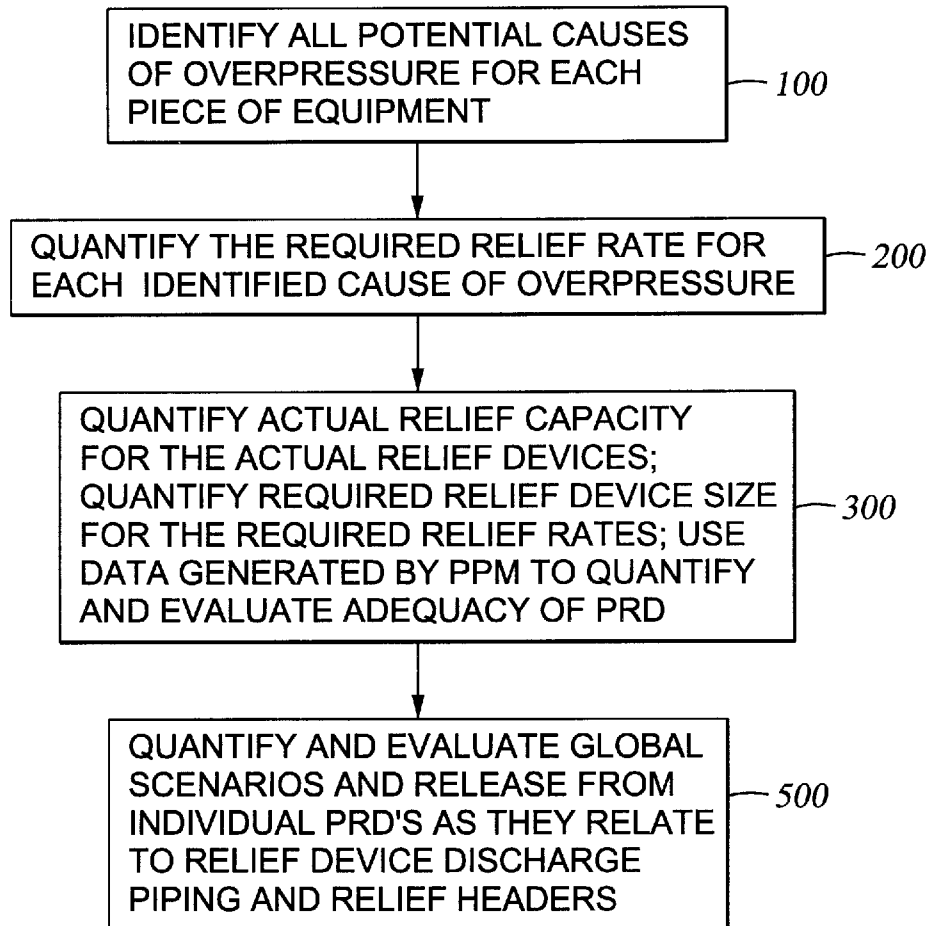 IDENTIFY ALL POTENTIAL CAUSES
OF OVERPRESSURE FOR EACH
PIECE OF EQUIPMENT
100
QUANTIFY THE REQUIRED RELIEF RATE FOR
EACH IDENTIFIED CAUSE OF OVERPRESSURE
200
QUANTIFY ACTUAL RELIEF CAPACITY
FOR THE ACTUAL RELIEF DEVICES;
QUANTIFY REQUIRED RELIEF DEVICE SIZE
FOR THE REQUIRED RELIEF RATES; USE
DATA GENERATED BY PPM TO QUANTIFY
AND EVALUATE ADEQUACY OF PRD
300
QUANTIFY AND EVALUATE GLOBAL
SCENARIOS AND RELEASE FROM
INDIVIDUAL PRD'S AS THEY RELATE
TO RELIEF DEVICE DISCHARGE
PIPING AND RELIEF HEADERS
500